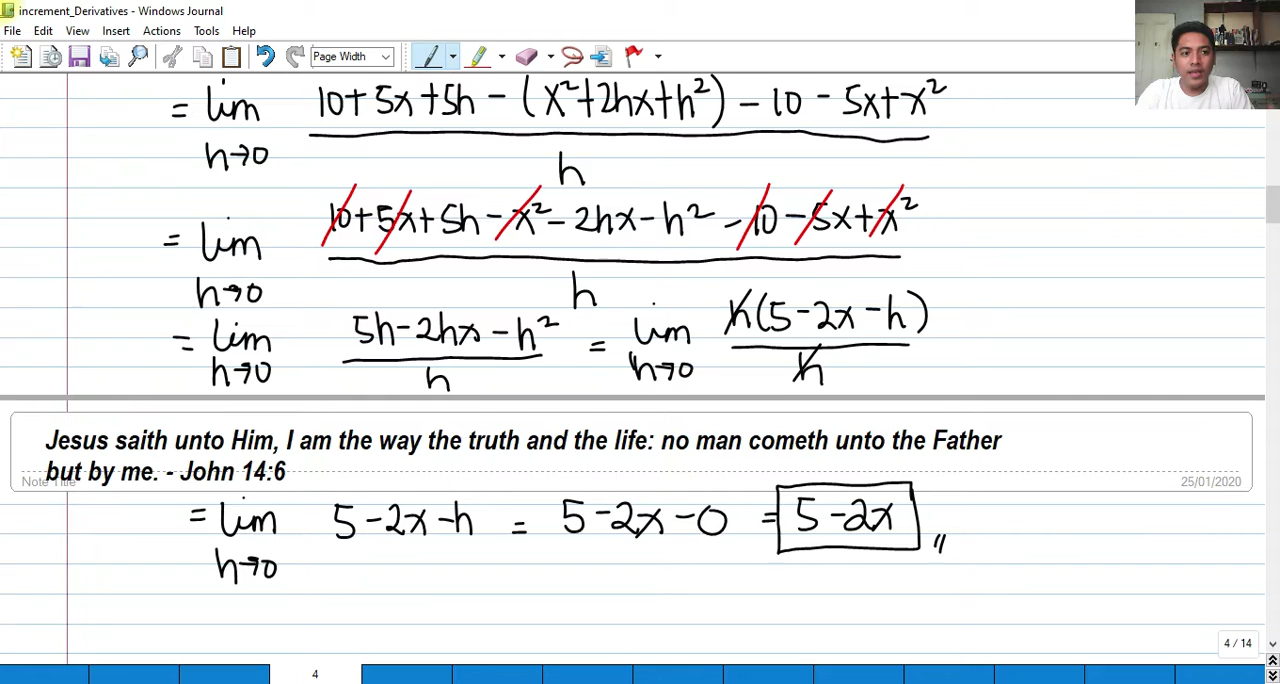 increment_Derivatives - Windows Journal
File Edit View Insert Actions Tools Help
Page Width
= lim 10+5x+5h-(x²+2hx+h²)-10-5x+x²
h→0 h
= lim 10+5x+5h-x²-2hx-h²-10-5x+x²
h→0 h
= lim 5h-2hx-h² = lim h(5-2x-h)
h→0 h h→0 h
Jesus saith unto Him, I am the way the truth and the life: no man cometh unto the Father
but by me. - John 14:6
Note Title 25/01/2020
= lim 5-2x-h = 5-2x-0 = 5-2x
h→0
4 / 14
4